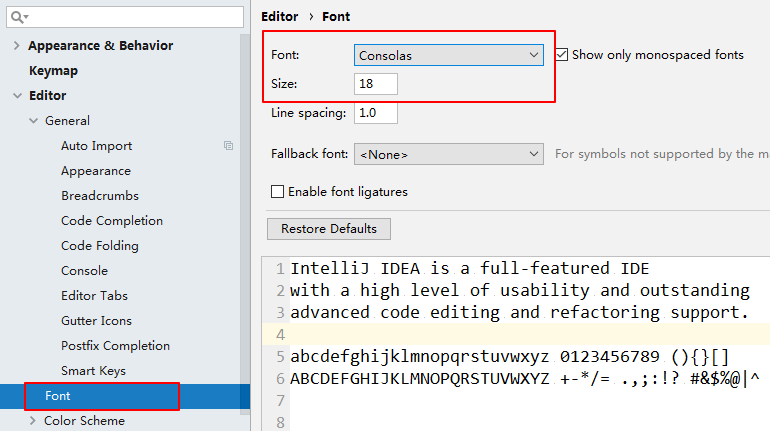 Appearance & Behavior
Keymap
Editor
General
Auto Import
Appearance
Breadcrumbs
Code Completion
Code Folding
Console
Editor Tabs
Gutter Icons
Postfix Completion
Smart Keys
Font
Color Scheme
Editor › Font
Font: Consolas Show only monospaced fonts
Size: 18
Line spacing: 1.0
Fallback font: <None> For symbols not supported by the m
Enable font ligatures
Restore Defaults
1 IntelliJ IDEA is a full-featured IDE
2 with a high level of usability and outstanding
3 advanced code editing and refactoring support.
4
5 abcdefghijklmnopqrstuvwxyz 0123456789 (){}[]
6 ABCDEFGHIJKLMNOPQRSTUVWXYZ +-*/= .,;:!? #&$%@|^
7
8